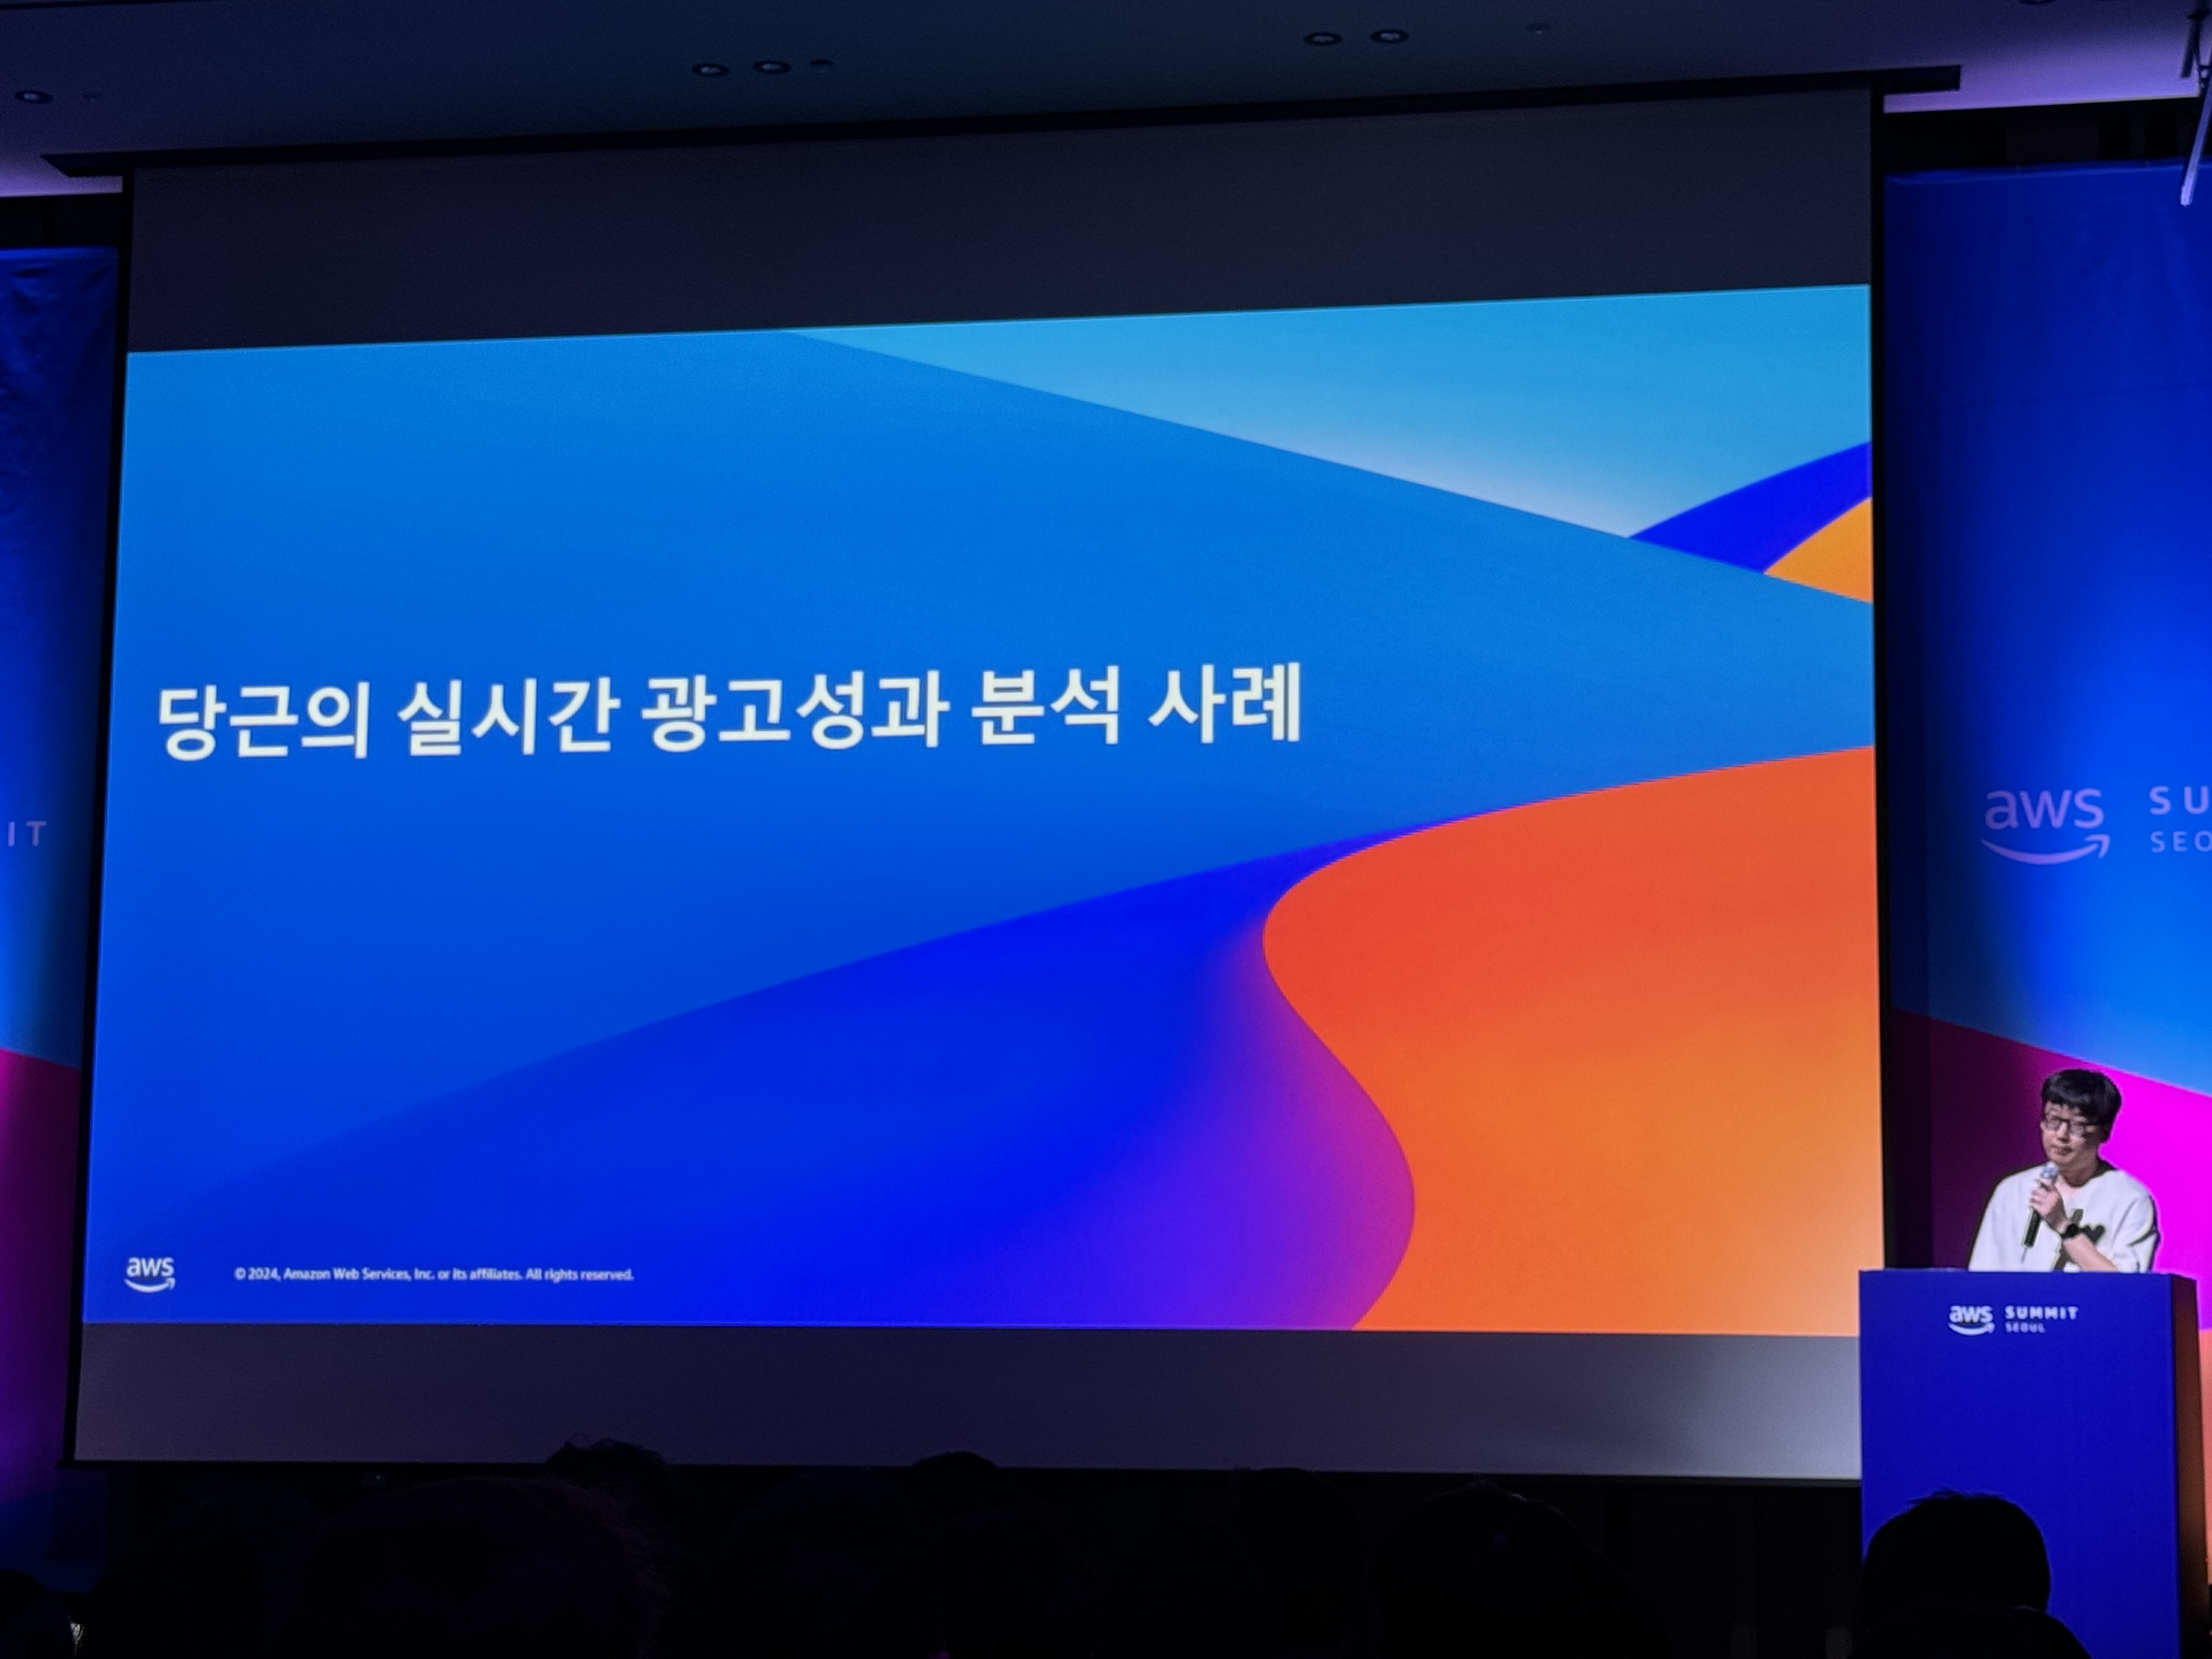 당근의 실시간 광고성과 분석 사례
aws
© 2024, Amazon Web Services, Inc. or its affiliates. All rights reserved.
IT
aws SU
SEO
aws SUMMIT
SEOUL